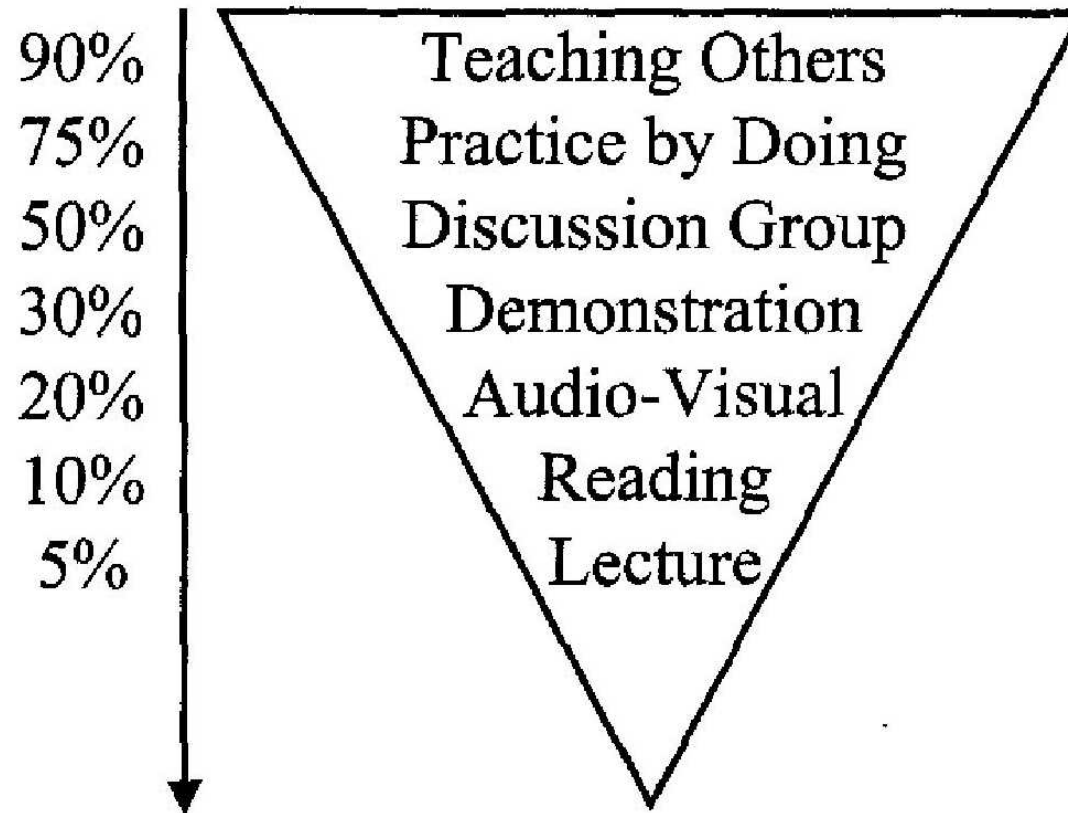 90% Teaching Others
75% Practice by Doing
50% Discussion Group
30% Demonstration
20% Audio-Visual
10% Reading
5% Lecture